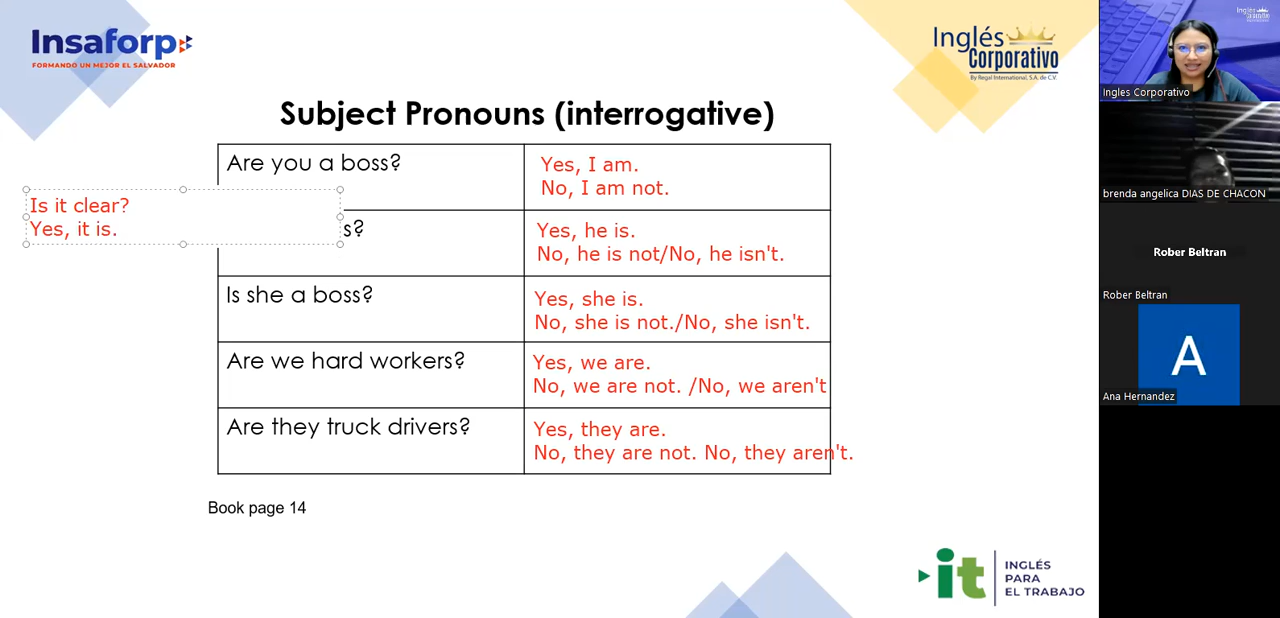 Insaforp
FORMANDO UN MEJOR EL SALVADOR
Inglés
Corporativo
By Regal International, S.A. de C.V.
Subject Pronouns (interrogative)
Are you a boss?
Yes, I am.
No, I am not.
Is it clear?
Yes, it is.
s?
Yes, he is.
No, he is not/No, he isn't.
Is she a boss?
Yes, she is.
No, she is not./No, she isn't.
Are we hard workers?
Yes, we are.
No, we are not. /No, we aren't
Are they truck drivers?
Yes, they are.
No, they are not. No, they aren't.
Book page 14
it
INGLÉS
PARA
EL TRABAJO
Ingles Corporativo
brenda angelica DIAS DE CHACON
Rober Beltran
Rober Beltran
A
Ana Hernandez